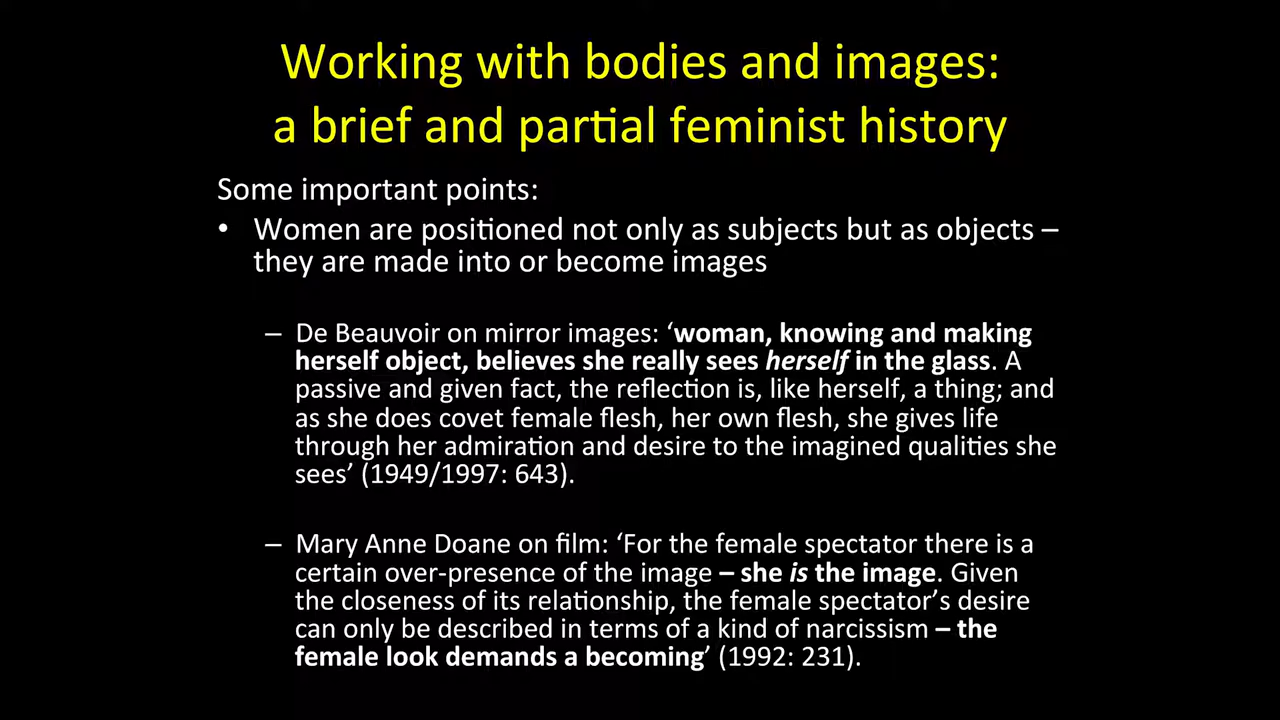 Working with bodies and images:
a brief and partial feminist history
Some important points:
• Women are positioned not only as subjects but as objects –
they are made into or become images
– De Beauvoir on mirror images: ‘woman, knowing and making
herself object, believes she really sees herself in the glass. A
passive and given fact, the reflection is, like herself, a thing; and
as she does covet female flesh, her own flesh, she gives life
through her admiration and desire to the imagined qualities she
sees’ (1949/1997: 643).
– Mary Anne Doane on film: ‘For the female spectator there is a
certain over-presence of the image – she is the image. Given
the closeness of its relationship, the female spectator’s desire
can only be described in terms of a kind of narcissism – the
female look demands a becoming’ (1992: 231).